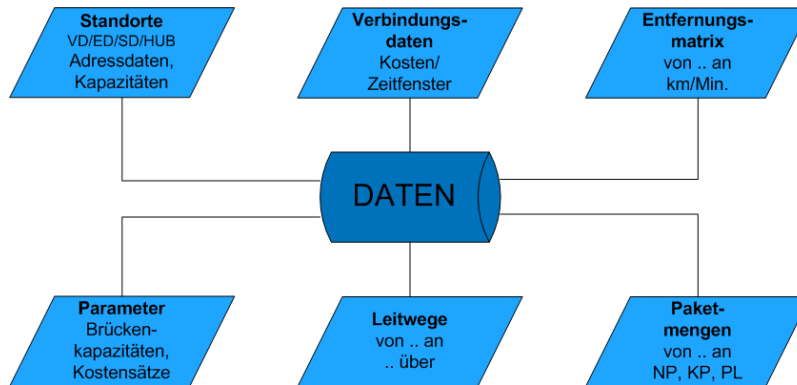 Standorte
VD/ED/SD/HUB
Adressdaten,
Kapazitäten
Verbindungs-
daten
Kosten/
Zeitfenster
Entfernungs-
matrix
von .. an
km/Min.
DATEN
Parameter
Brücken-
kapazitäten,
Kostensätze
Leitwege
von .. an
.. über
Paket-
mengen
von .. an
NP, KP, PL